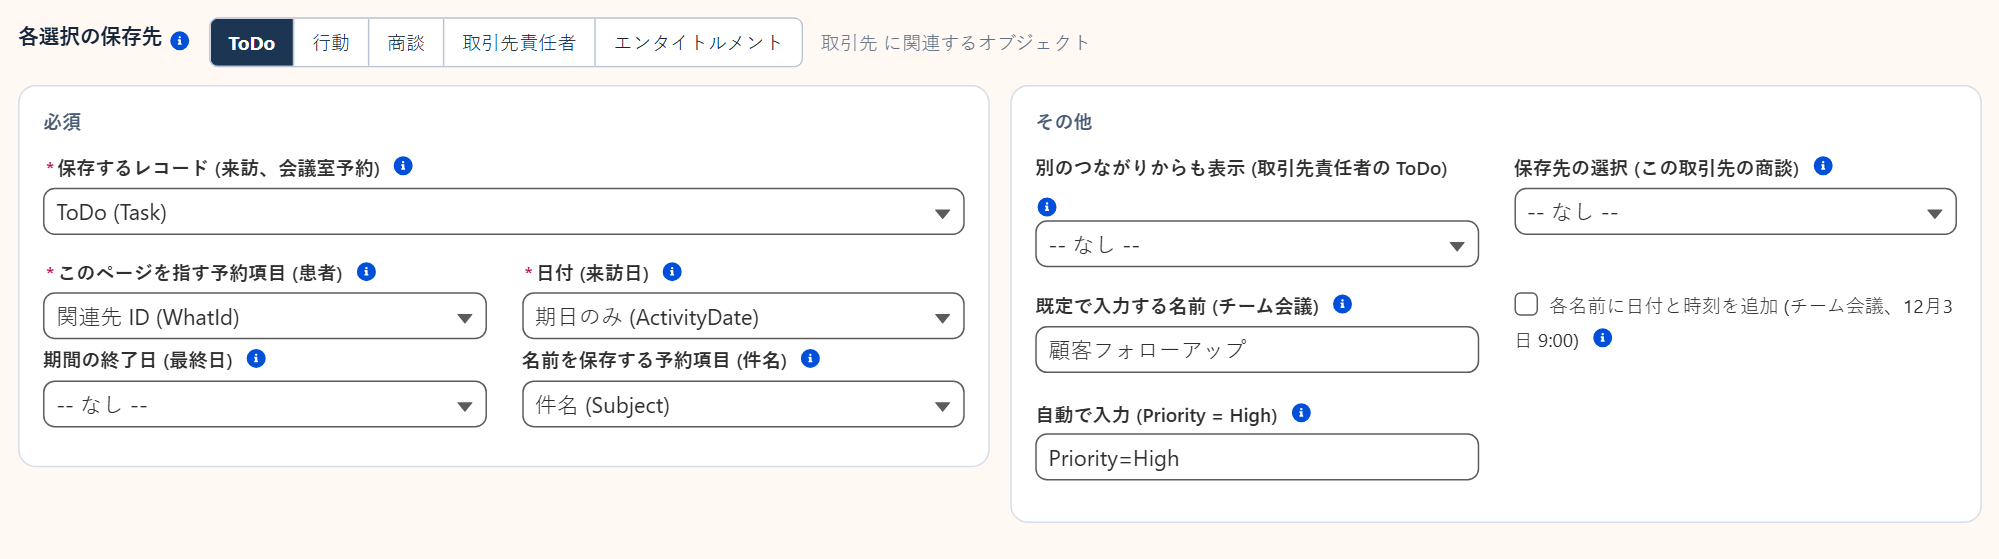 各選択の保存先
ToDo
行動
商談
取引先責任者
エンタイトルメント
取引先 に関連するオブジェクト
必須
*保存するレコード (来訪、会議室予約)
ToDo (Task)
*このページを指す予約項目 (患者)
関連先 ID (WhatId)
*日付 (来訪日)
期日のみ (ActivityDate)
期間の終了日 (最終日)
-- なし --
名前を保存する予約項目 (件名)
件名 (Subject)
その他
別のつながりからも表示 (取引先責任者の ToDo)
-- なし --
保存先の選択 (この取引先の商談)
-- なし --
既定で入力する名前 (チーム会議)
顧客フォローアップ
各名前に日付と時刻を追加 (チーム会議、12月3
日 9:00)
自動で入力 (Priority = High)
Priority=High